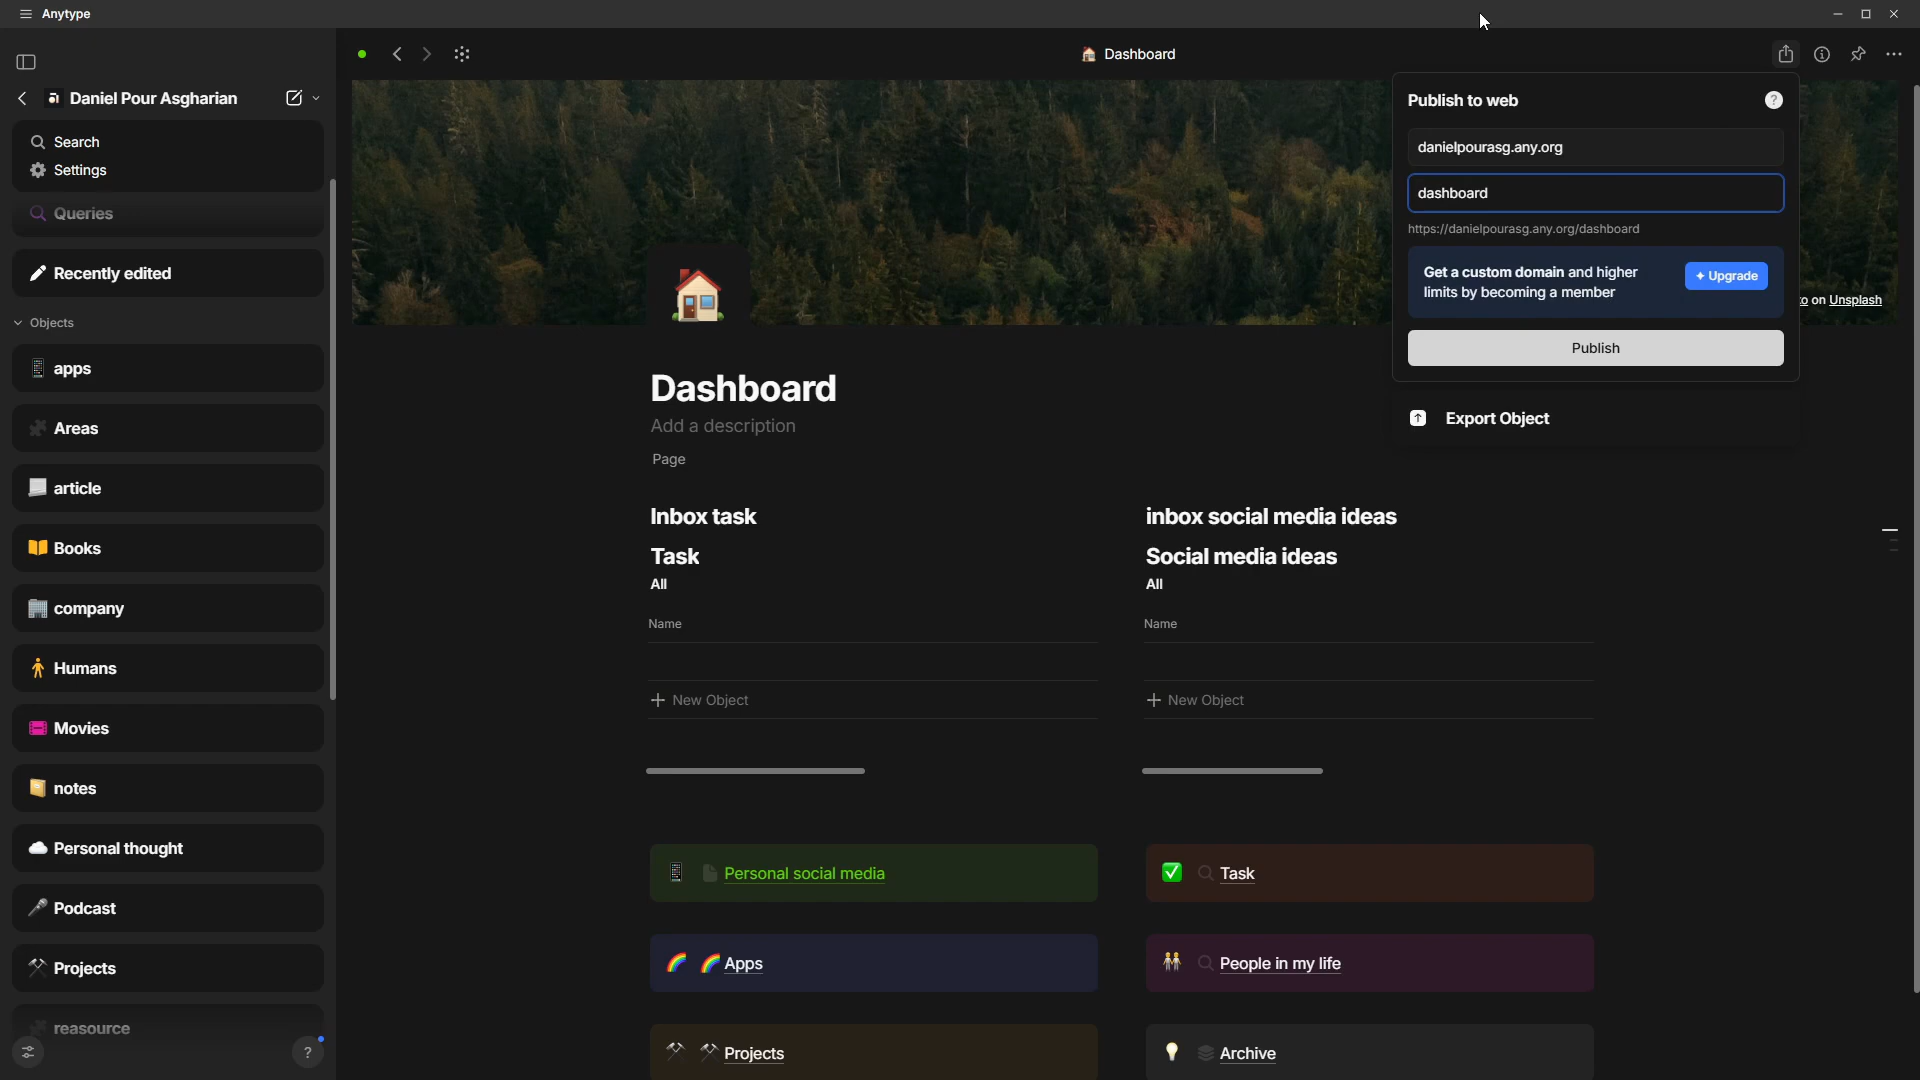 Anytype
Dashboard
Daniel Pour Asgharian
Search
Settings
Queries
Recently edited
Objects
apps
Areas
article
Books
company
Humans
Movies
notes
Personal thought
Podcast
Projects
reasource
?
Publish to web
?
danielpourasg.any.org
dashboard
https://danielpourasg.any.org/dashboard
Get a custom domain and higher
limits by becoming a member
Upgrade
on Unsplash
Publish
Export Object
Dashboard
Add a description
Page
Inbox task
Task
All
Name
New Object
inbox social media ideas
Social media ideas
All
Name
New Object
Personal social media
Task
Apps
People in my life
Projects
Archive